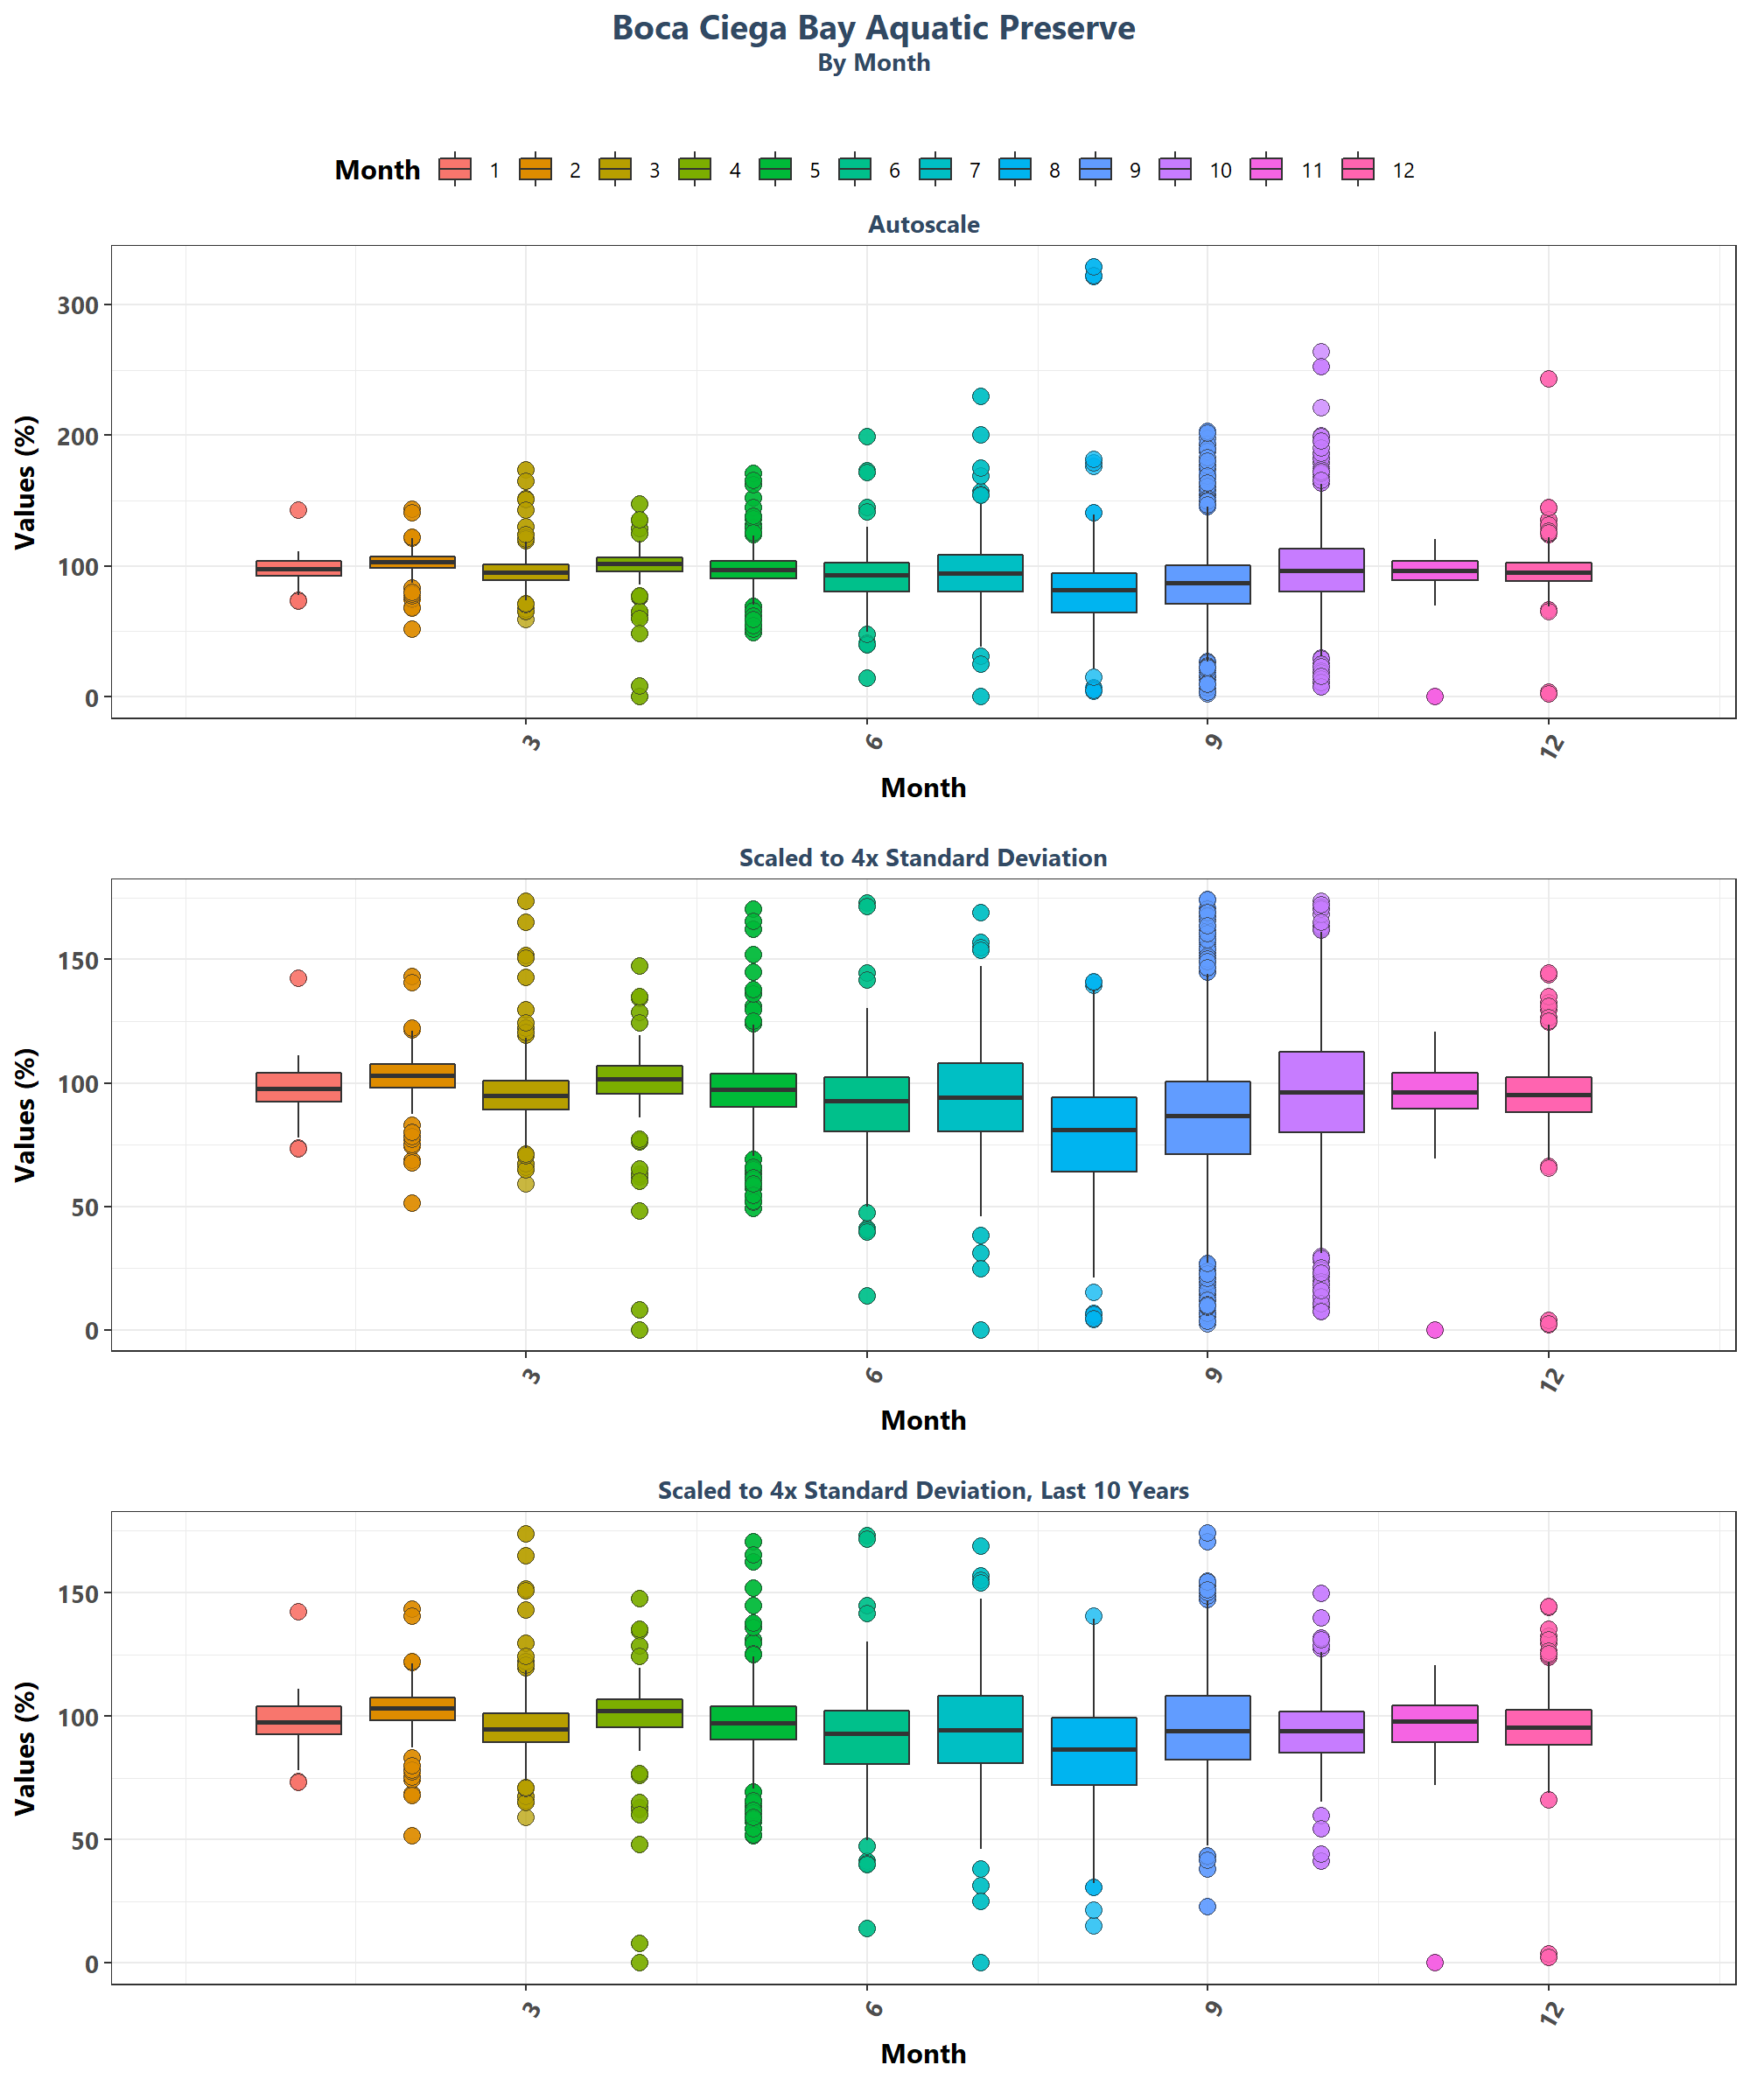 Boca Ciega Bay Aquatic Preserve
By Month
Month 1 2 3 4 5 6 7 8 9 10 11 12
Autoscale
Values (%)
300
200
100
0
3 6 9 12
Month
Scaled to 4x Standard Deviation
Values (%)
150
100
50
0
3 6 9 12
Month
Scaled to 4x Standard Deviation, Last 10 Years
Values (%)
150
100
50
0
3 6 9 12
Month